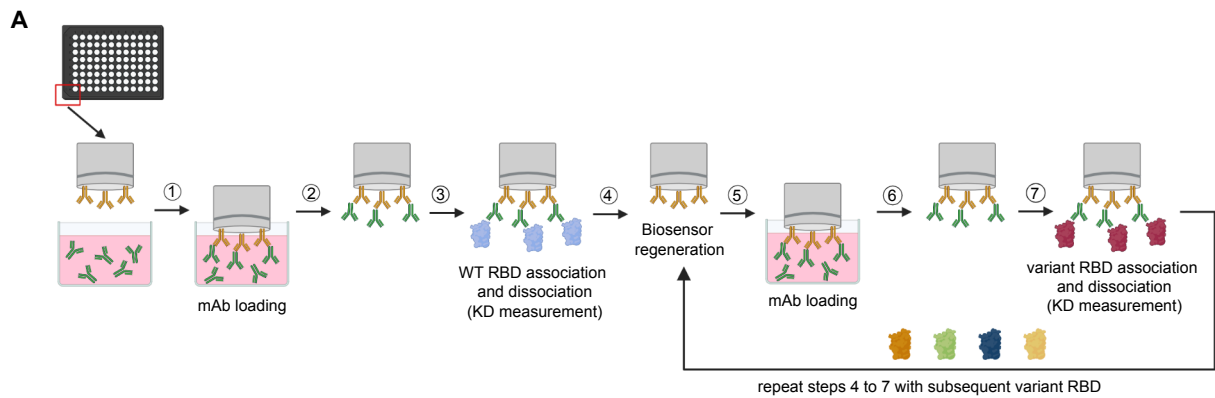 A
①
②
③
④
⑤
⑥
⑦
mAb loading
WT RBD association
and dissociation
(KD measurement)
Biosensor
regeneration
mAb loading
variant RBD association
and dissociation
(KD measurement)
repeat steps 4 to 7 with subsequent variant RBD